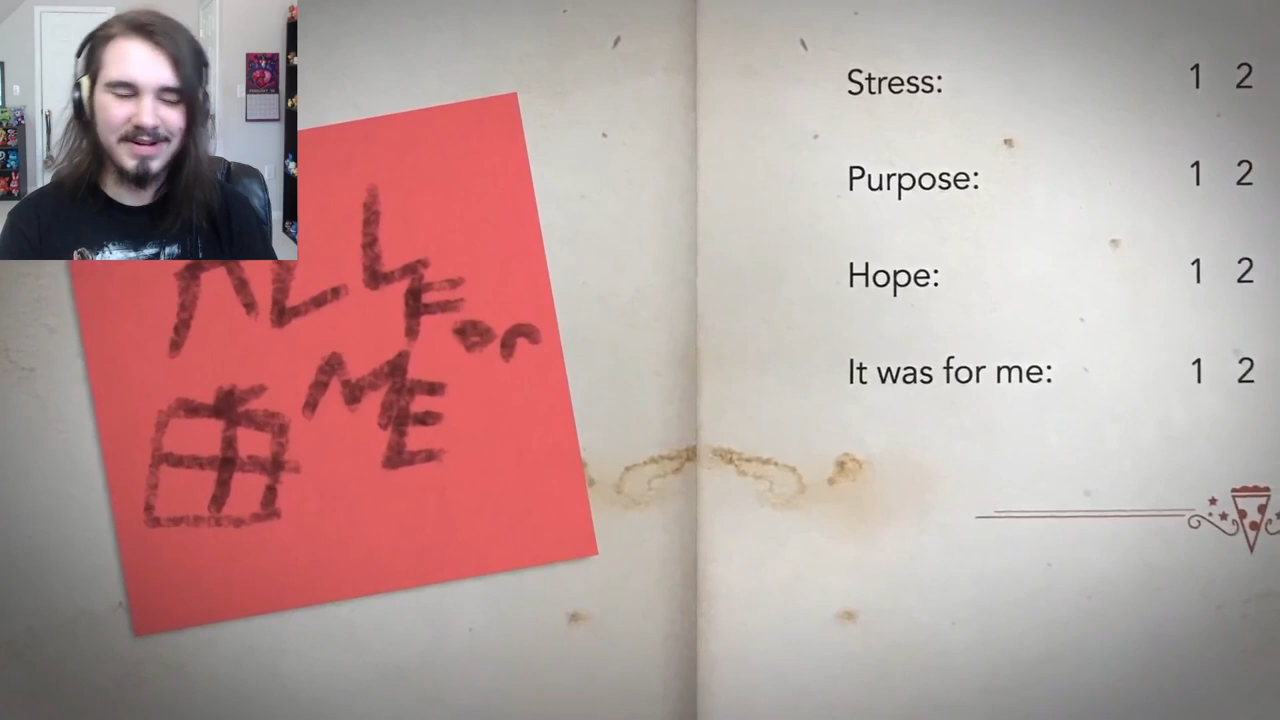 ALL
For
ME
Stress: 1 2
Purpose: 1 2
Hope: 1 2
It was for me: 1 2